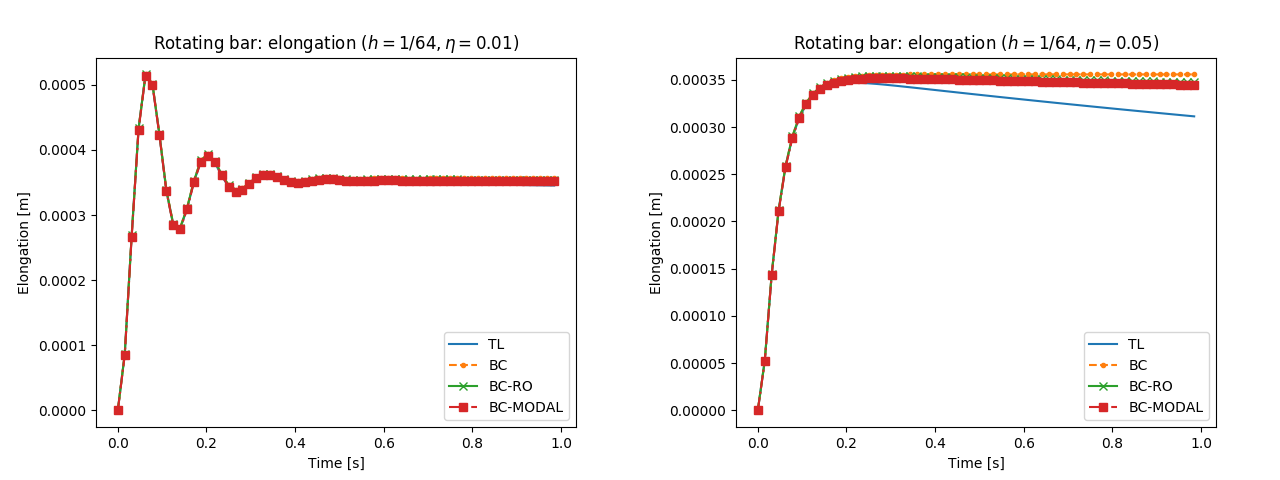 Rotating bar: elongation (h = 1/64, η = 0.01)
Elongation [m]
0.0005
0.0004
0.0003
0.0002
0.0001
0.0000
0.0
0.2
0.4
0.6
0.8
1.0
Time [s]
TL
BC
BC-RO
BC-MODAL
Rotating bar: elongation (h = 1/64, η = 0.05)
Elongation [m]
0.00035
0.00030
0.00025
0.00020
0.00015
0.00010
0.00005
0.00000
0.0
0.2
0.4
0.6
0.8
1.0
Time [s]
TL
BC
BC-RO
BC-MODAL